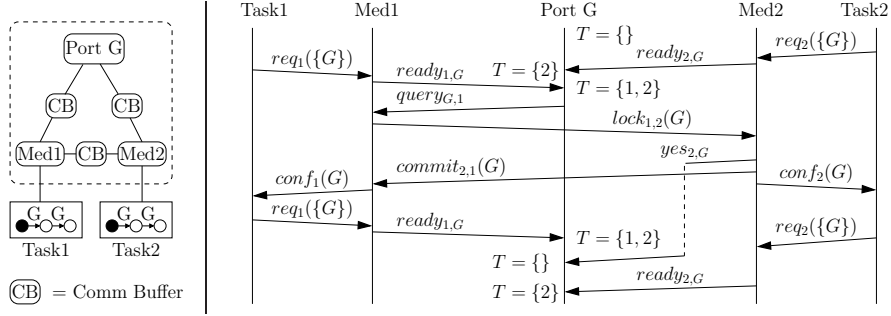 Port G
CB
CB
Med1
CB
Med2
G
G
G
G
Task1
Task2
CB = Comm Buffer
Task1
Med1
Port G
Med2
Task2
T = {}
req₂({G})
req₁({G})
ready₂,G
ready₁,G
T = {2}
T = {1, 2}
query_G,1
lock₁,₂(G)
yes₂,G
commit₂,₁(G)
conf₁(G)
conf₂(G)
req₁({G})
ready₁,G
T = {1, 2}
req₂({G})
T = {}
ready₂,G
T = {2}